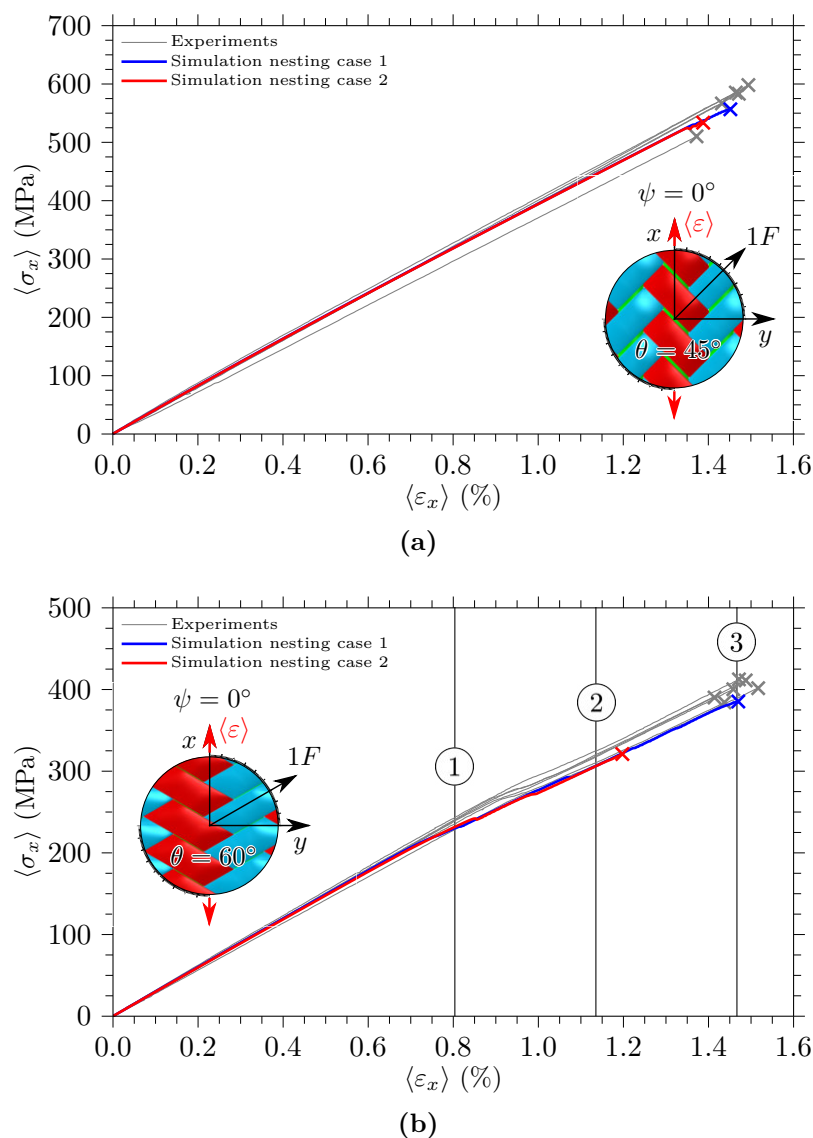 700
600
500
400
300
200
100
0
⟨σx⟩ (MPa)
Experiments
Simulation nesting case 1
Simulation nesting case 2
ψ = 0°
x
⟨ε⟩
1F
y
θ = 45°
0.0 0.2 0.4 0.6 0.8 1.0 1.2 1.4 1.6
⟨εx⟩ (%)
(a)
500
400
300
200
100
0
⟨σx⟩ (MPa)
Experiments
Simulation nesting case 1
Simulation nesting case 2
3
2
1
ψ = 0°
x
⟨ε⟩
1F
y
θ = 60°
0.0 0.2 0.4 0.6 0.8 1.0 1.2 1.4 1.6
⟨εx⟩ (%)
(b)